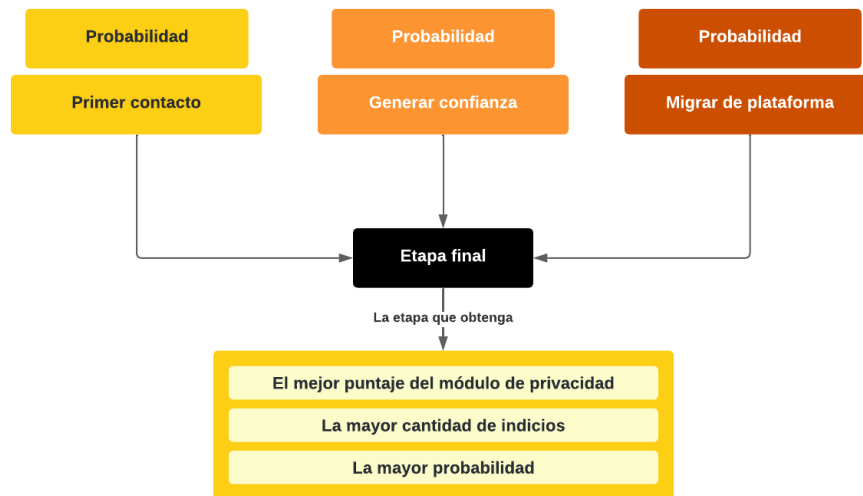 Probabilidad
Probabilidad
Probabilidad
Primer contacto
Generar confianza
Migrar de plataforma
Etapa final
La etapa que obtenga
El mejor puntaje del módulo de privacidad
La mayor cantidad de indicios
La mayor probabilidad